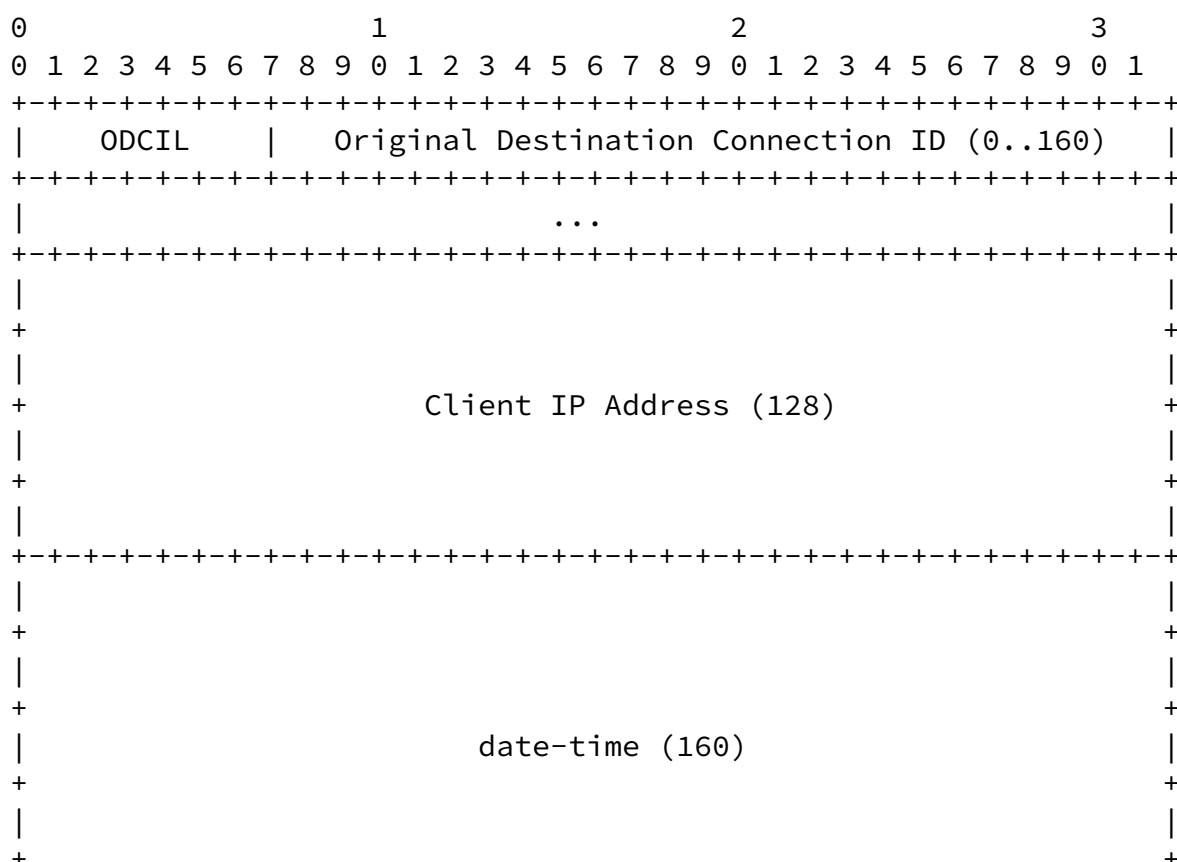 0                   1                   2                   3
0 1 2 3 4 5 6 7 8 9 0 1 2 3 4 5 6 7 8 9 0 1 2 3 4 5 6 7 8 9 0 1
+-+-+-+-+-+-+-+-+-+-+-+-+-+-+-+-+-+-+-+-+-+-+-+-+-+-+-+-+-+-+-+-+
|    ODCIL      |   Original Destination Connection ID (0..160)   |
+-+-+-+-+-+-+-+-+-+-+-+-+-+-+-+-+-+-+-+-+-+-+-+-+-+-+-+-+-+-+-+-+
|                              ...                              |
+-+-+-+-+-+-+-+-+-+-+-+-+-+-+-+-+-+-+-+-+-+-+-+-+-+-+-+-+-+-+-+-+
|                                                               |
+                                                               +
|                                                               |
+                      Client IP Address (128)                  +
|                                                               |
+                                                               +
|                                                               |
+-+-+-+-+-+-+-+-+-+-+-+-+-+-+-+-+-+-+-+-+-+-+-+-+-+-+-+-+-+-+-+-+
|                                                               |
+                                                               +
|                                                               |
+                                                               +
|                         date-time (160)                       |
+                                                               +
|                                                               |
+                                                               +